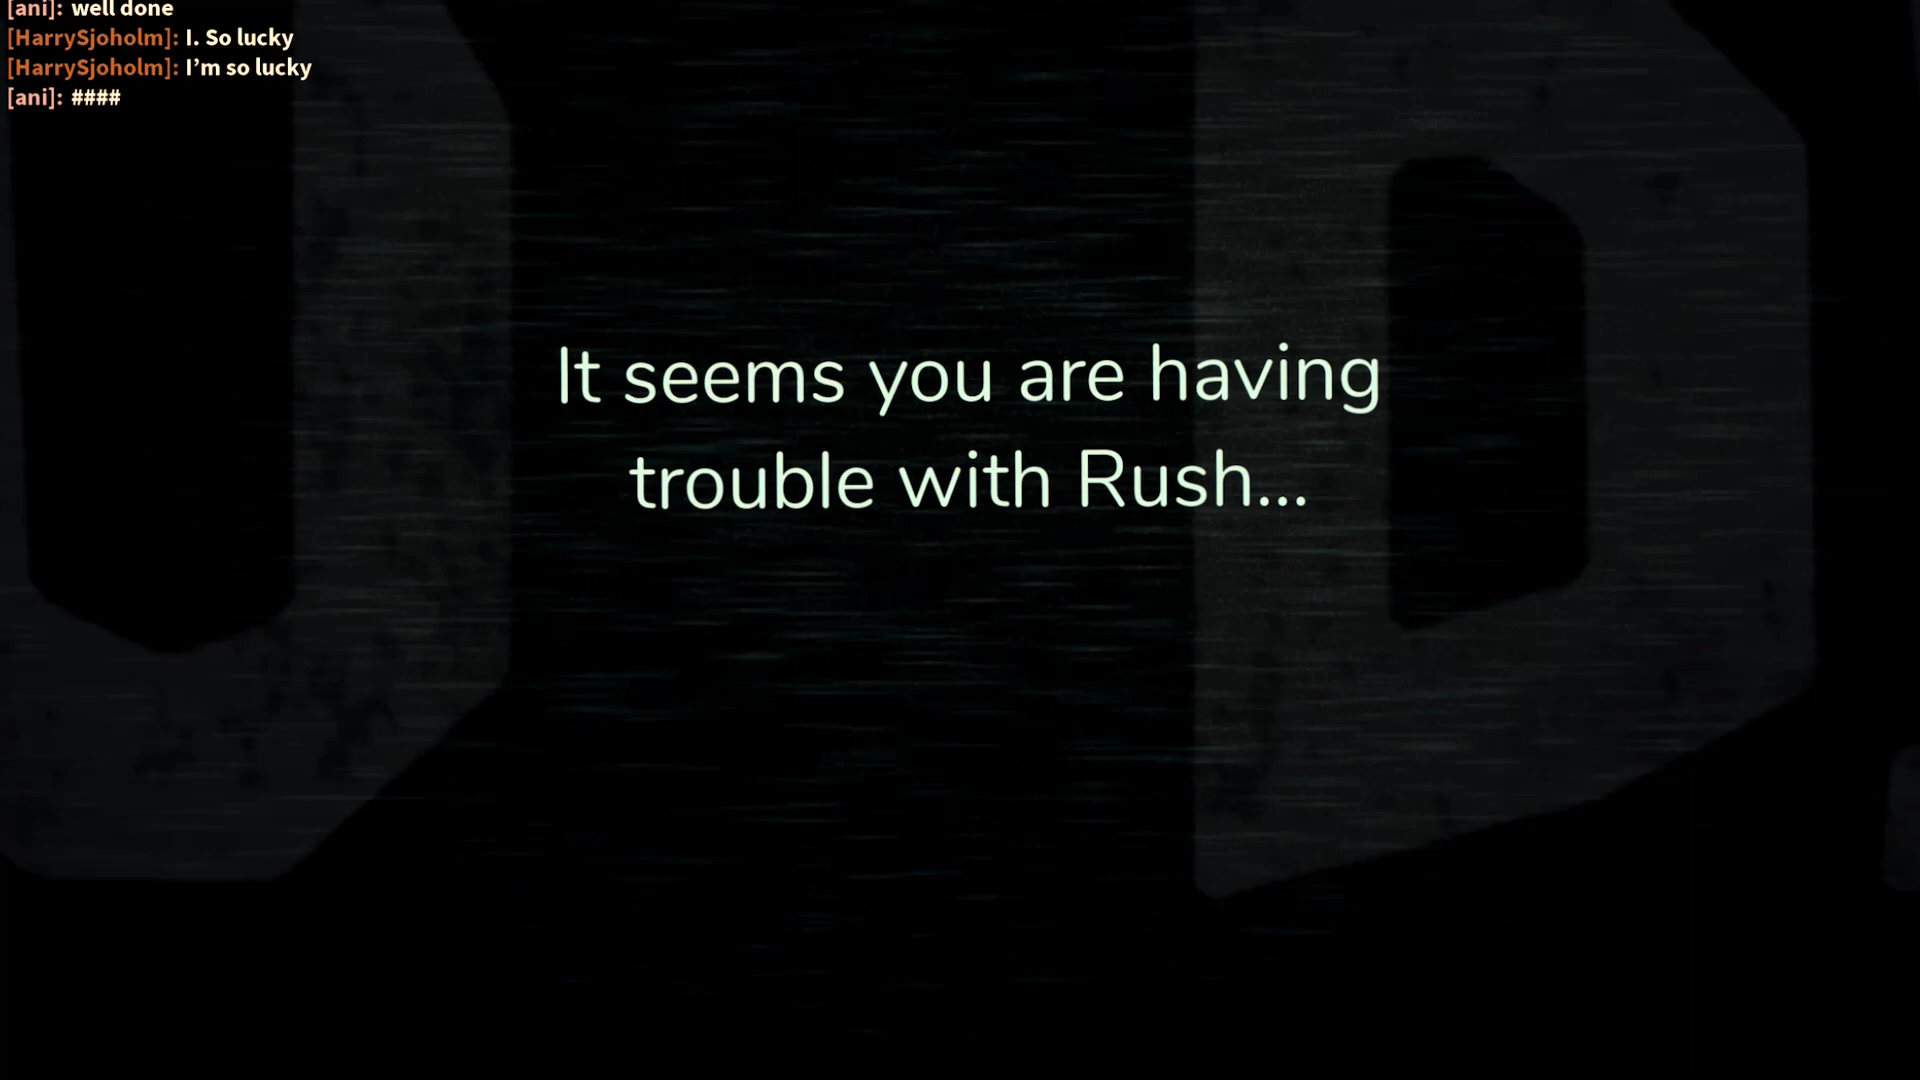 [ani]: well done
[HarrySjoholm]: I. So lucky
[HarrySjoholm]: I’m so lucky
[ani]: ####
It seems you are having
trouble with Rush...